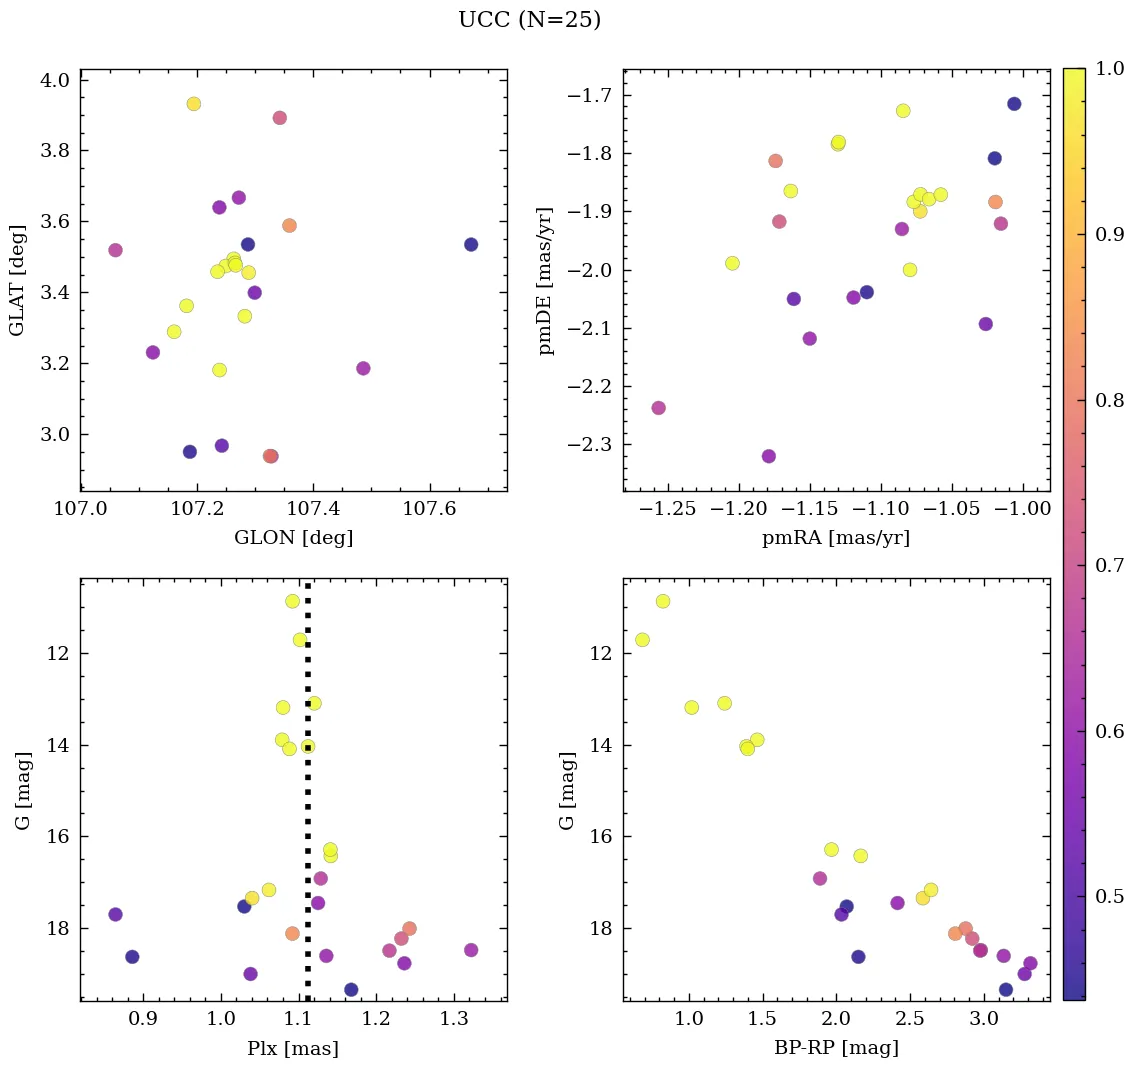 UCC (N=25)
4.0
3.8
3.6
3.4
3.2
3.0
GLAT [deg]
107.0 107.2 107.4 107.6
GLON [deg]
−1.7
−1.8
−1.9
−2.0
−2.1
−2.2
−2.3
pmDE [mas/yr]
−1.25 −1.20 −1.15 −1.10 −1.05 −1.00
pmRA [mas/yr]
1.0
0.9
0.8
0.7
0.6
0.5
12
14
16
18
G [mag]
0.9 1.0 1.1 1.2 1.3
Plx [mas]
12
14
16
18
G [mag]
1.0 1.5 2.0 2.5 3.0
BP-RP [mag]